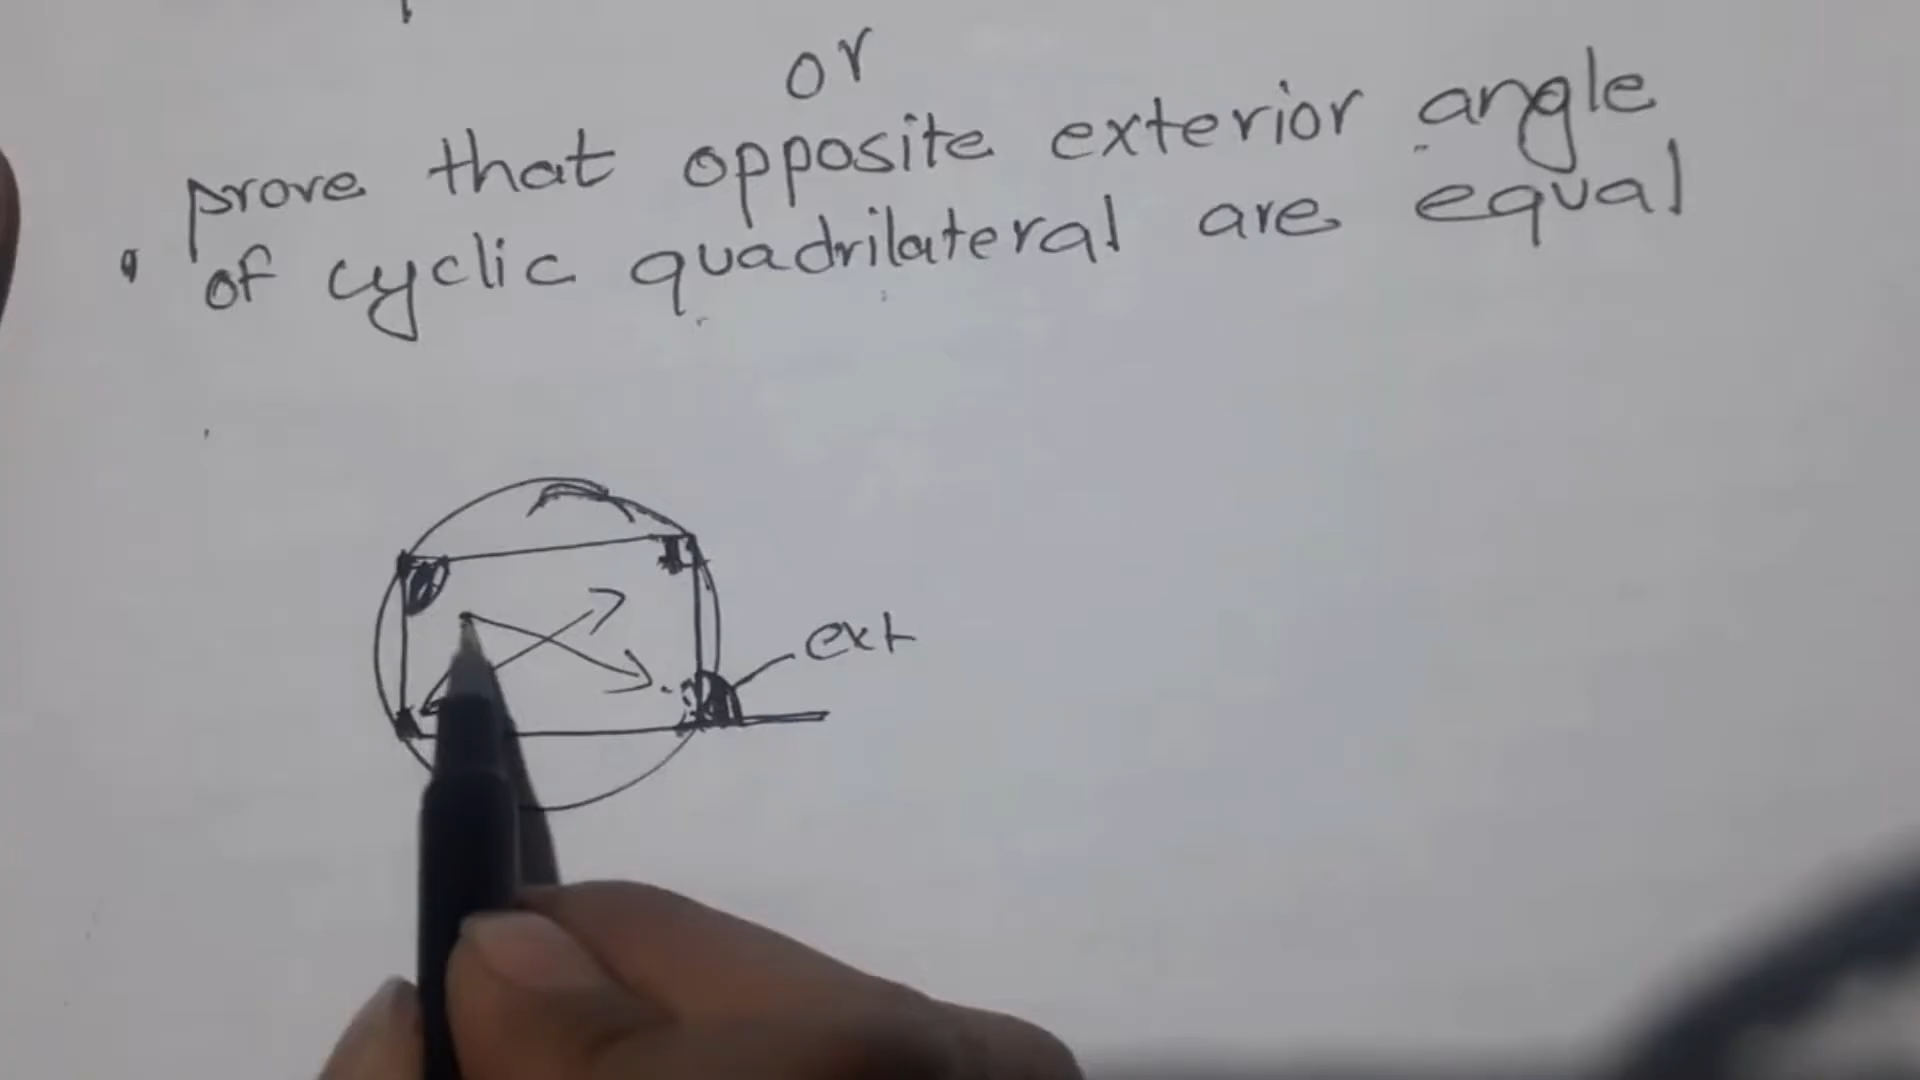 or
prove that opposite exterior angle
of cyclic quadrilateral are equal
ext